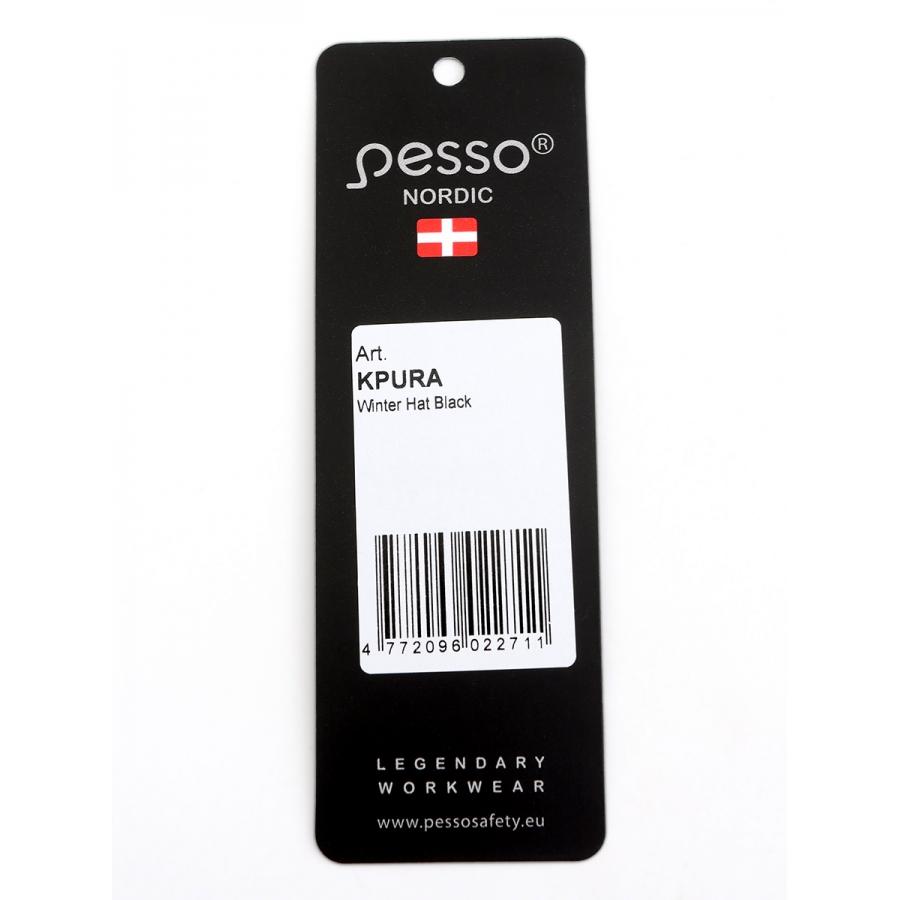 pesso®
NORDIC
Art.
KPURA
Winter Hat Black
4 772096 022711
LEGENDARY
WORKWEAR
www.pessosafety.eu